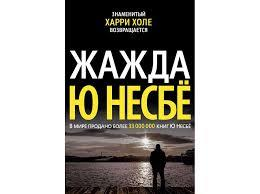 ЗНАМЕНИТЫЙ
ХАРРИ ХОЛЕ
ВОЗВРАЩАЕТСЯ
ЖАЖДА
Ю НЕСБЁ
В МИРЕ ПРОДАНО БОЛЕЕ 33 000 000 КНИГ Ю НЕСБЁ